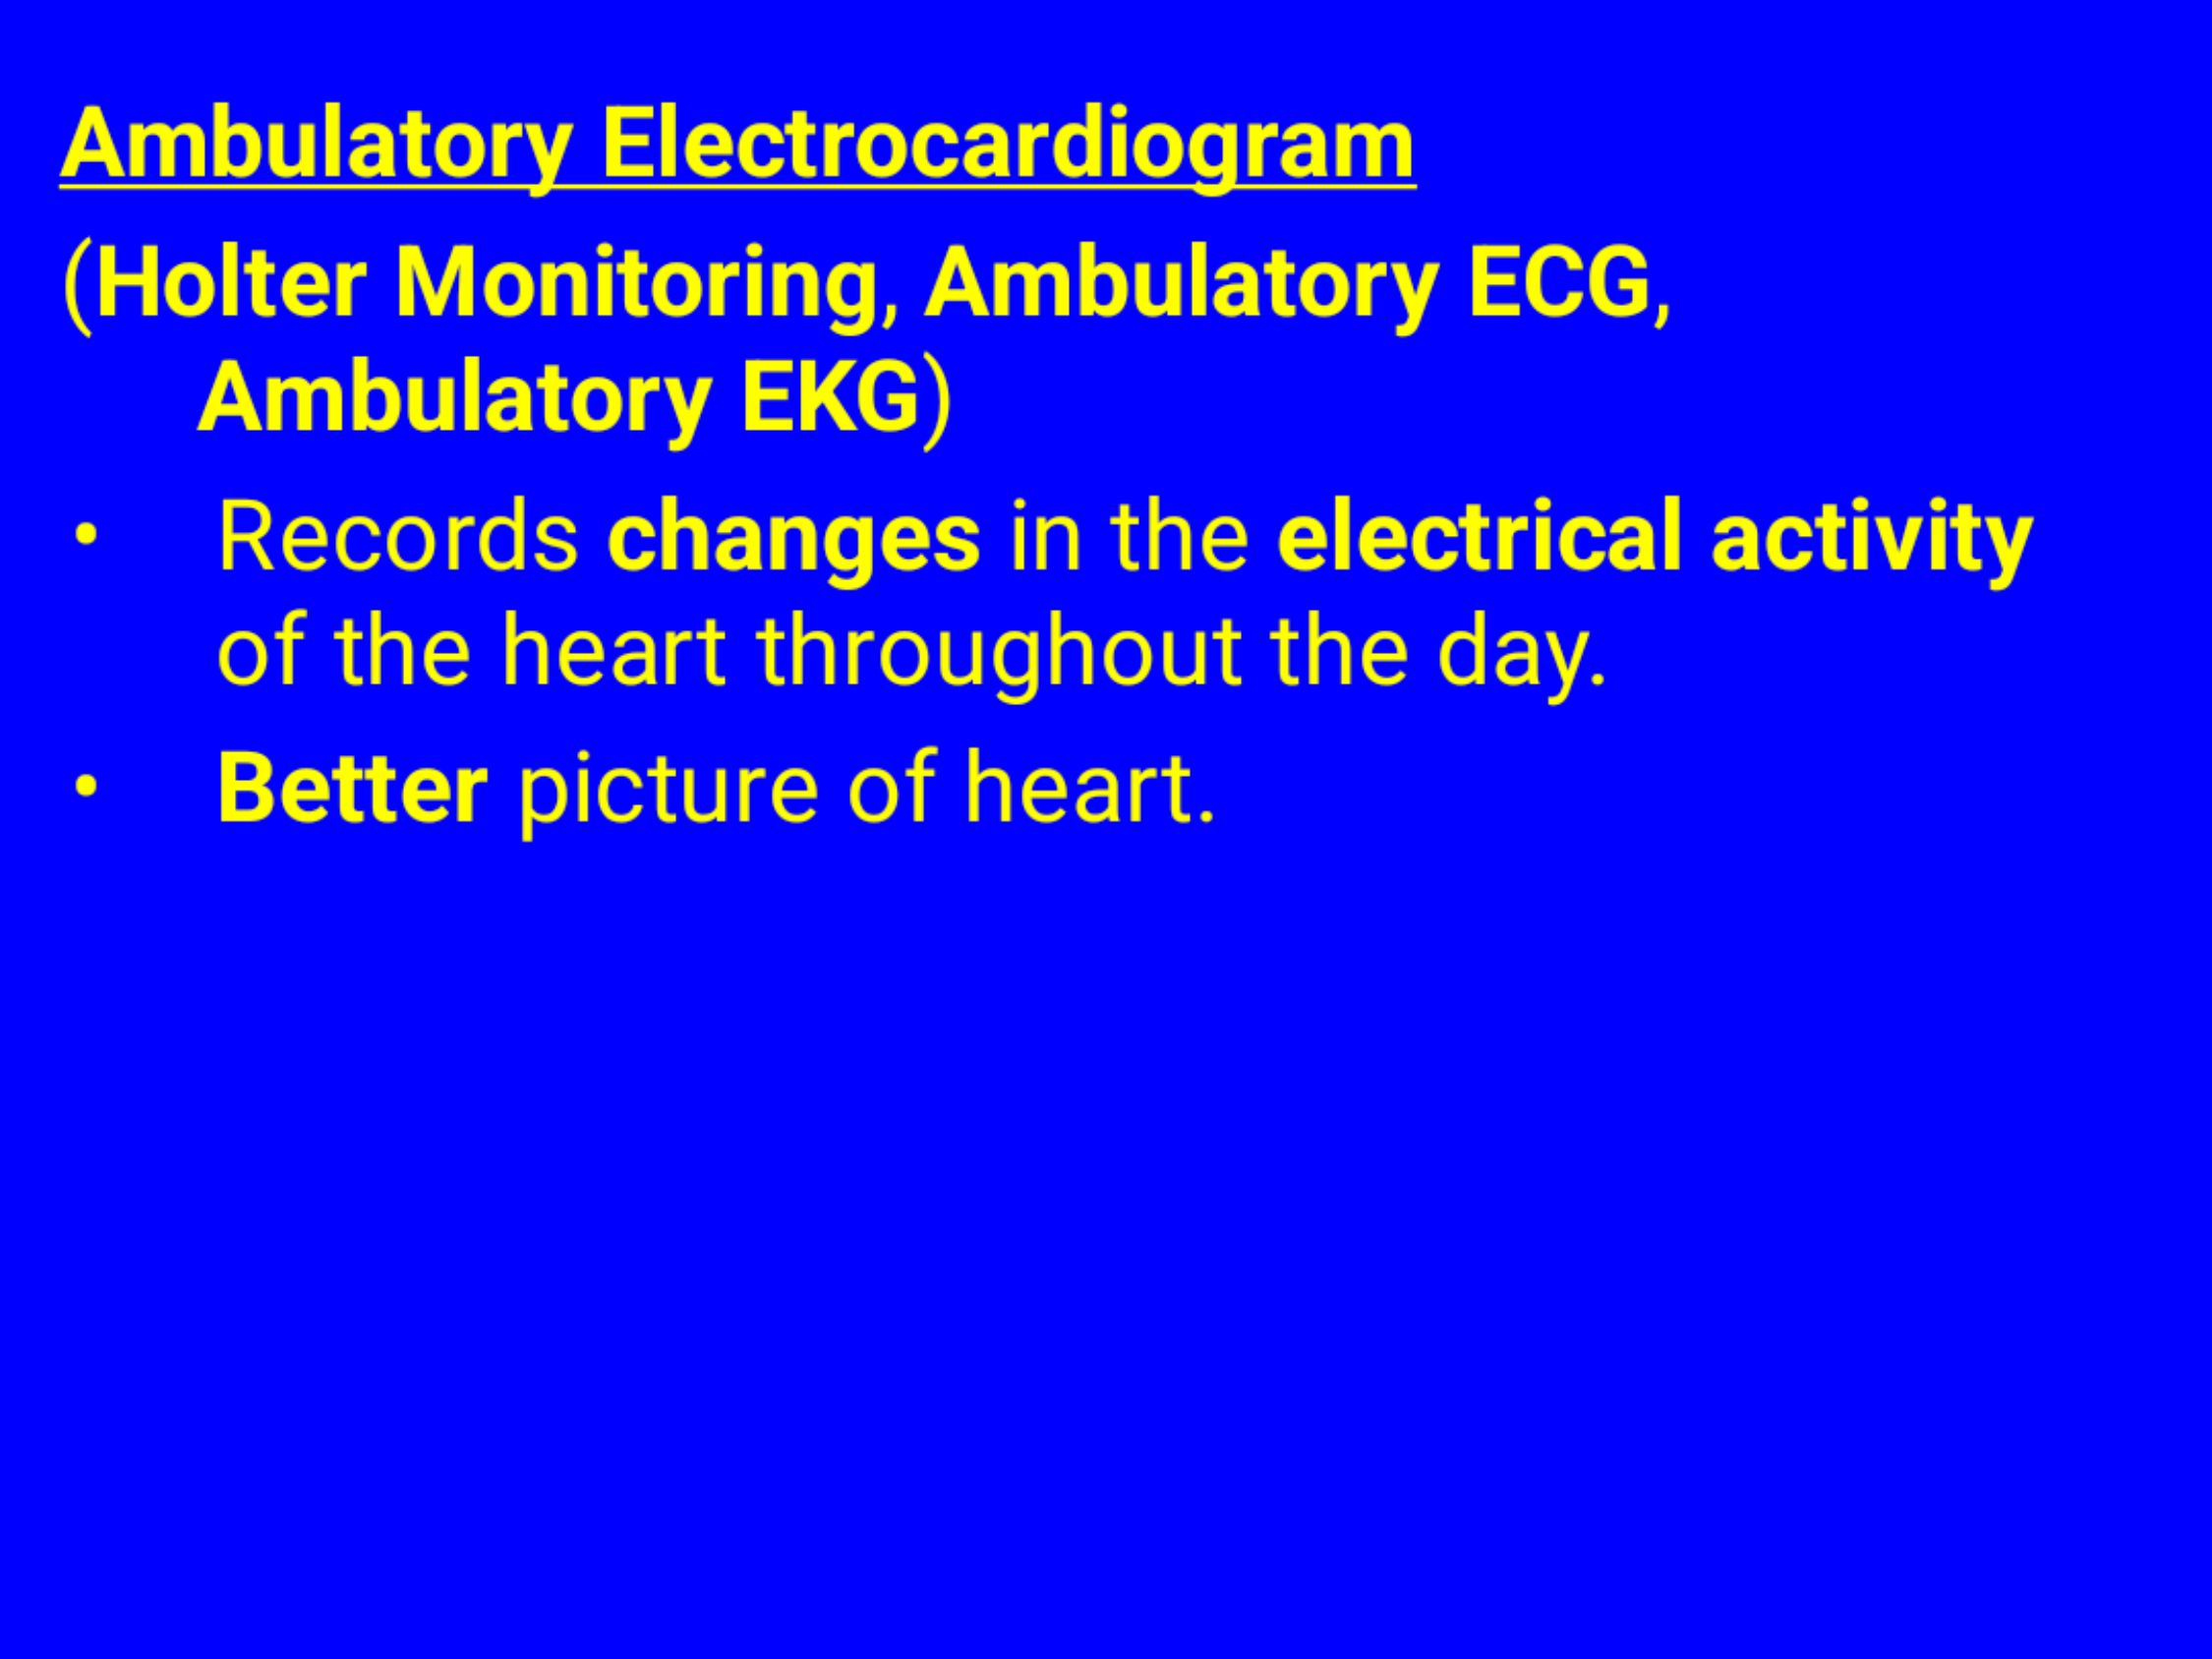 Ambulatory Electrocardiogram
(Holter Monitoring, Ambulatory ECG,
Ambulatory EKG)
• Records changes in the electrical activity
of the heart throughout the day.
• Better picture of heart.